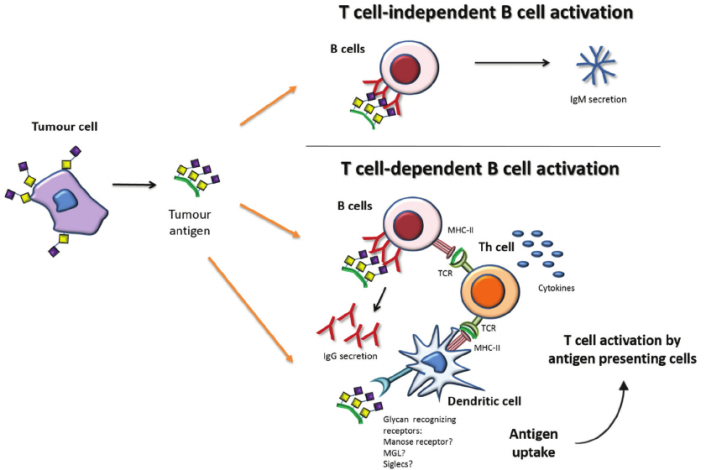 T cell-independent B cell activation
B cells
IgM secretion
Tumour cell
Tumour
antigen
T cell-dependent B cell activation
B cells
MHC-II
Th cell
TCR
Cytokines
IgG secretion
TCR
MHC-II
T cell activation by
antigen presenting cells
Dendritic cell
Glycan recognizing
receptors:
Manose receptor?
MGL?
Siglecs?
Antigen
uptake